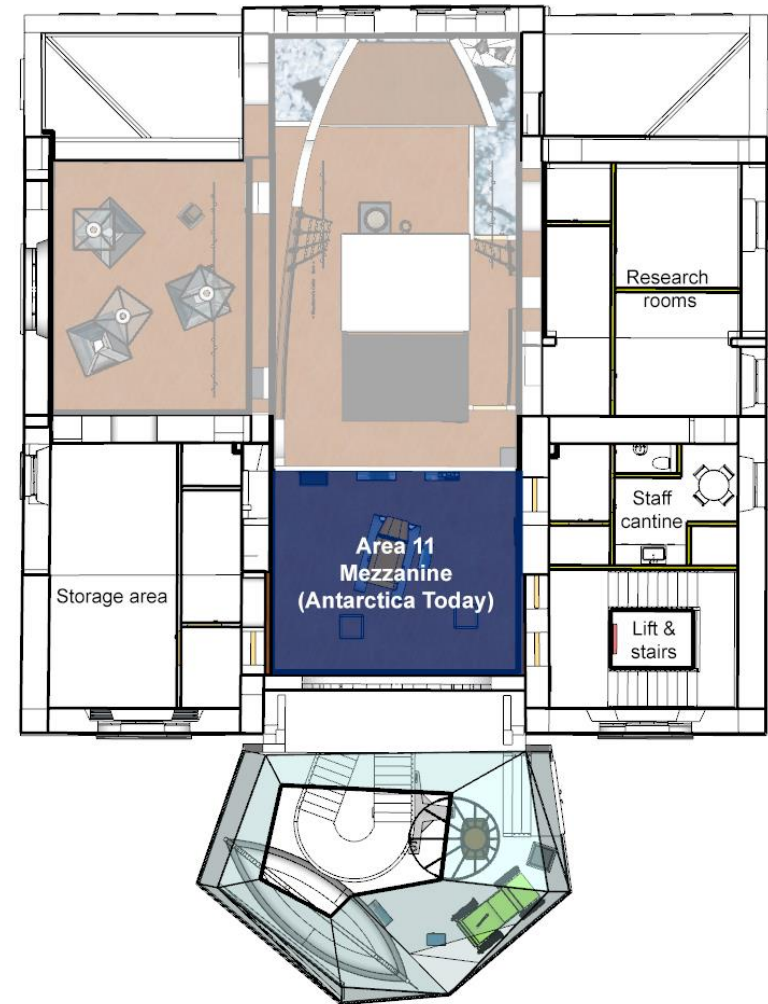 Research
rooms
Staff
cantine
Area 11
Mezzanine
(Antarctica Today)
Storage area
Lift &
stairs